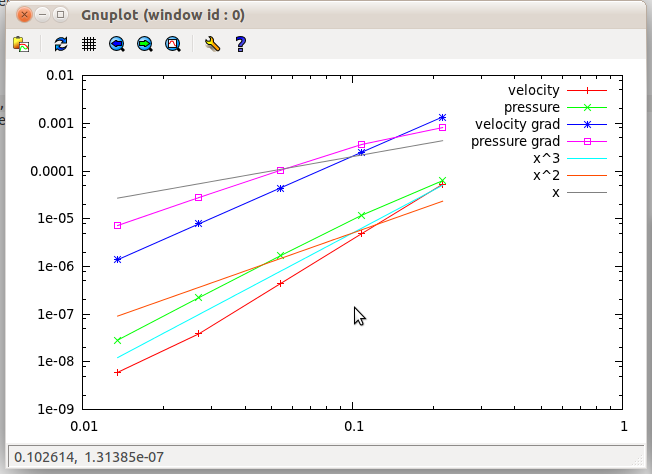 Gnuplot (window id : 0)
0.01
0.001
0.0001
1e-05
1e-06
1e-07
1e-08
1e-09
0.01
0.1
1
velocity
pressure
velocity grad
pressure grad
x^3
x^2
x
0.102614, 1.31385e-07